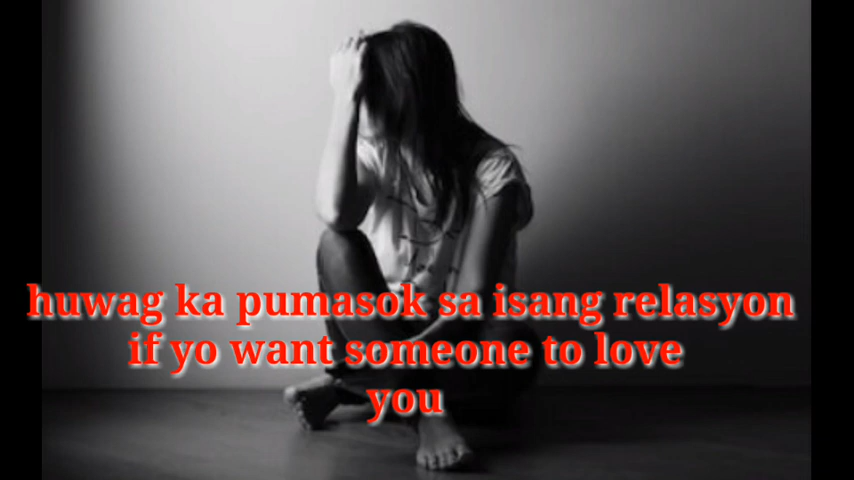 huwag ka pumasok sa isang relasyon
if yo want someone to love
you